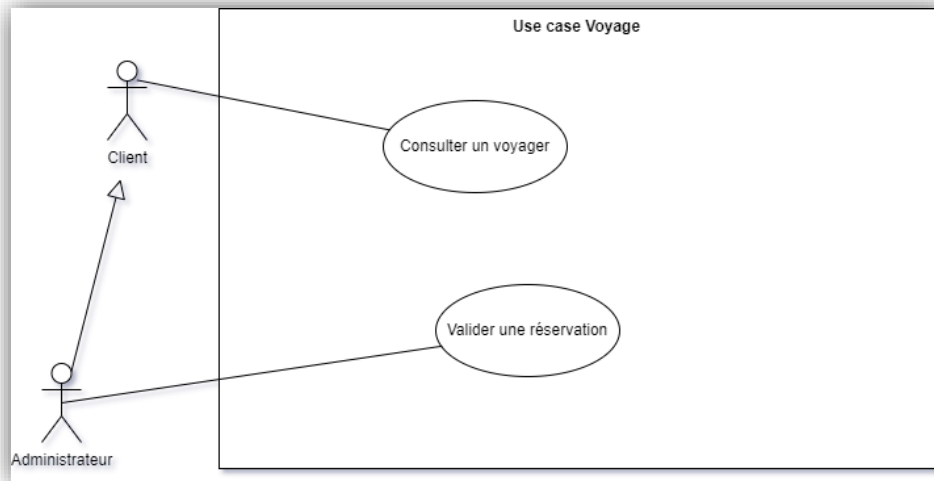 Use case Voyage
Client
Consulter un voyager
Valider une réservation
Administrateur